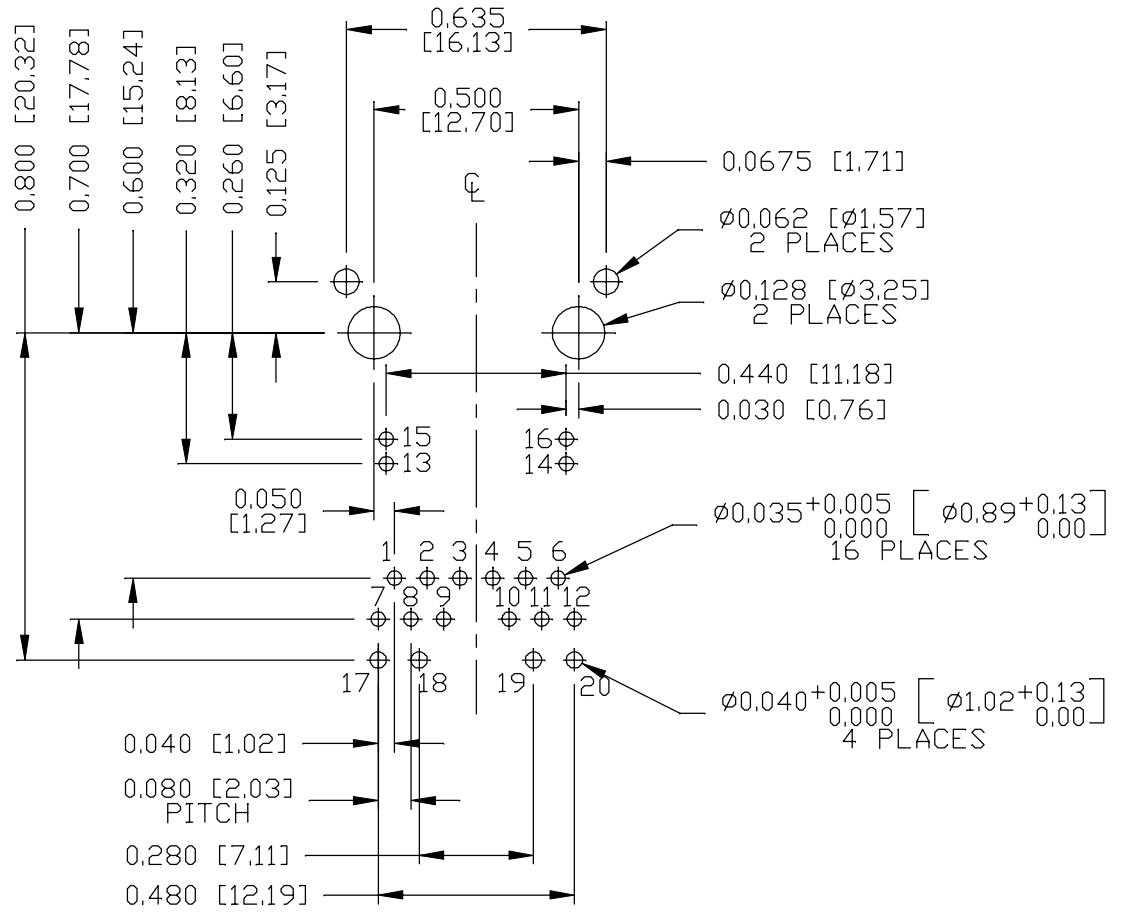 0.635
[16.13]
0.500
[12.70]
0.800 [20.32]
0.700 [17.78]
0.600 [15.24]
0.320 [8.13]
0.260 [6.60]
0.125 [3.17]
0.0675 [1.71]
℄
Ø0.062 [Ø1.57]
2 PLACES
Ø0.128 [Ø3.25]
2 PLACES
0.440 [11.18]
0.030 [0.76]
15
16
13
14
0.050
[1.27]
Ø0.035 +0.005 0.000 [Ø0.89 +0.13 0.00]
16 PLACES
1 2 3 4 5 6
7 8 9 10 11 12
17 18 19 20
Ø0.040 +0.005 0.000 [Ø1.02 +0.13 0.00]
4 PLACES
0.040 [1.02]
0.080 [2.03]
PITCH
0.280 [7.11]
0.480 [12.19]